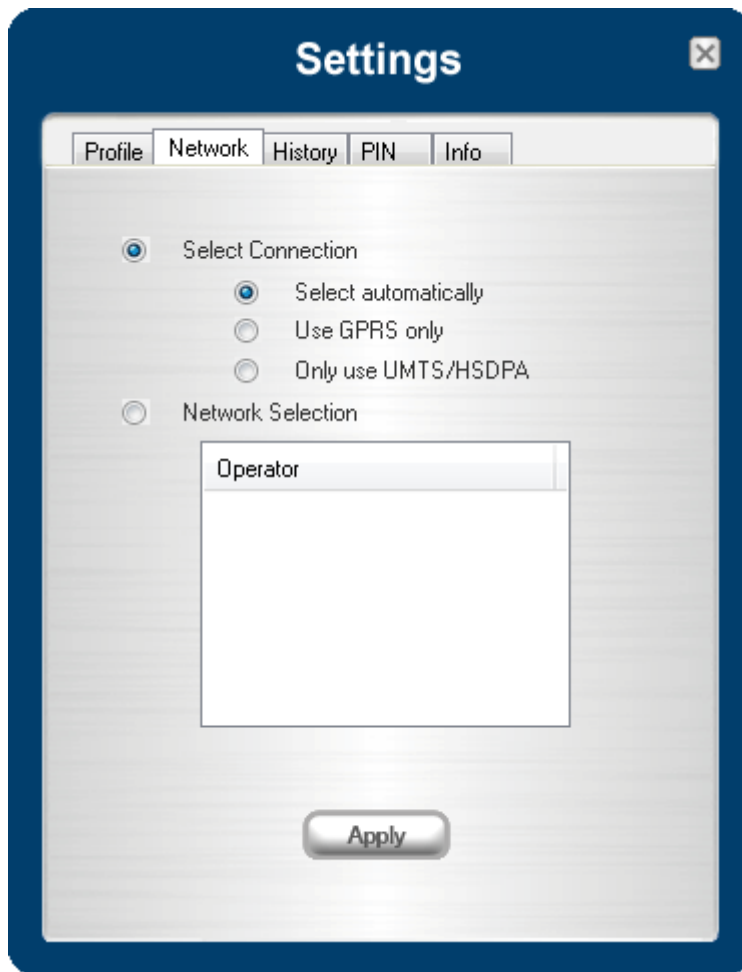 Settings
Profile Network History PIN Info
Select Connection
Select automatically
Use GPRS only
Only use UMTS/HSDPA
Network Selection
Operator
Apply